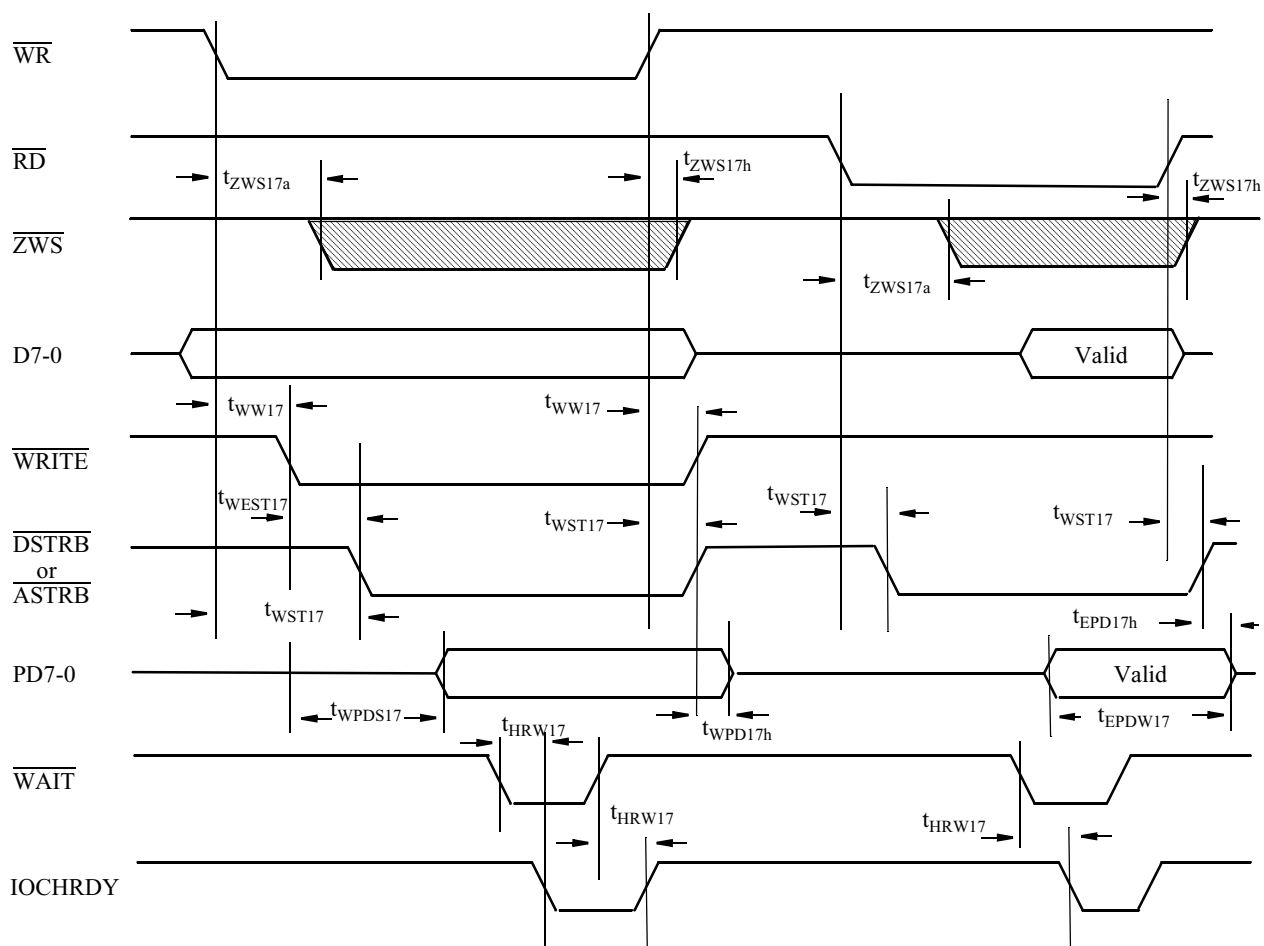 WR
RD
tZWS17a
tZWS17h
tZWS17h
ZWS
tZWS17a
D7-0
Valid
tWW17
tWW17
WRITE
tWEST17
tWST17
tWST17
tWST17
DSTRB
or
ASTRB
tWST17
tEPD17h
PD7-0
Valid
tWPDS17
tHRW17
tWPD17h
tEPDW17
WAIT
tHRW17
tHRW17
IOCHRDY